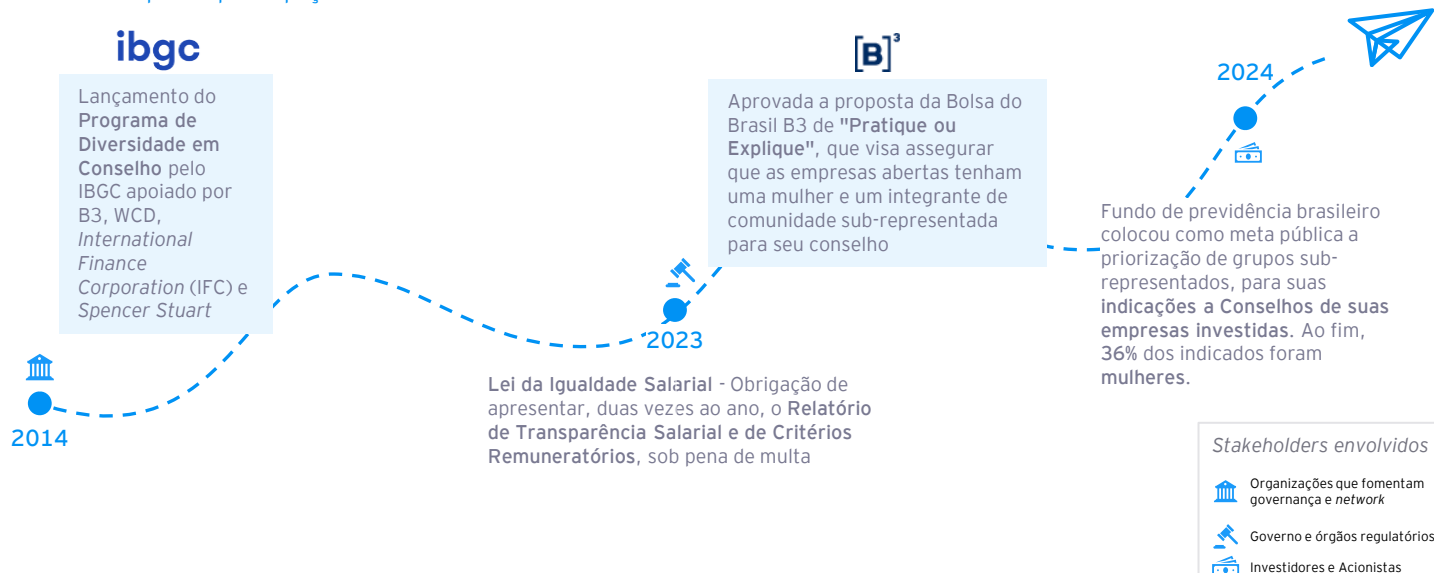 ibgc
Lançamento do
Programa de
Diversidade em
Conselho pelo
IBGC apoiado por
B3, WCD,
International
Finance
Corporation (IFC) e
Spencer Stuart
2014
2023
Lei da Igualdade Salarial - Obrigação de
apresentar, duas vezes ao ano, o Relatório
de Transparência Salarial e de Critérios
Remuneratórios, sob pena de multa
[B]³
Aprovada a proposta da Bolsa do
Brasil B3 de "Pratique ou
Explique", que visa assegurar
que as empresas abertas tenham
uma mulher e um integrante de
comunidade sub-representada
para seu conselho
2024
Fundo de previdência brasileiro
colocou como meta pública a
priorização de grupos sub-
representados, para suas
indicações a Conselhos de suas
empresas investidas. Ao fim,
36% dos indicados foram
mulheres.
Stakeholders envolvidos
Organizações que fomentam
governança e network
Governo e órgãos regulatórios
Investidores e Acionistas